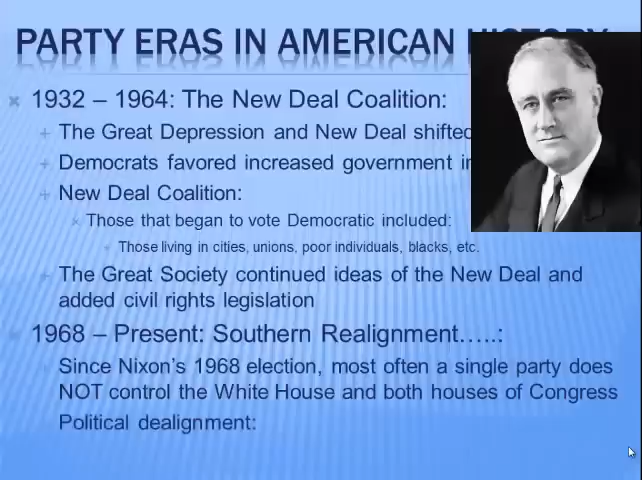 PARTY ERAS IN AMERICAN HISTORY
1932 – 1964: The New Deal Coalition:
The Great Depression and New Deal shifted
Democrats favored increased government
New Deal Coalition:
Those that began to vote Democratic included:
Those living in cities, unions, poor individuals, blacks, etc.
The Great Society continued ideas of the New Deal and
added civil rights legislation
1968 – Present: Southern Realignment…..:
Since Nixon's 1968 election, most often a single party does
NOT control the White House and both houses of Congress
Political dealignment: